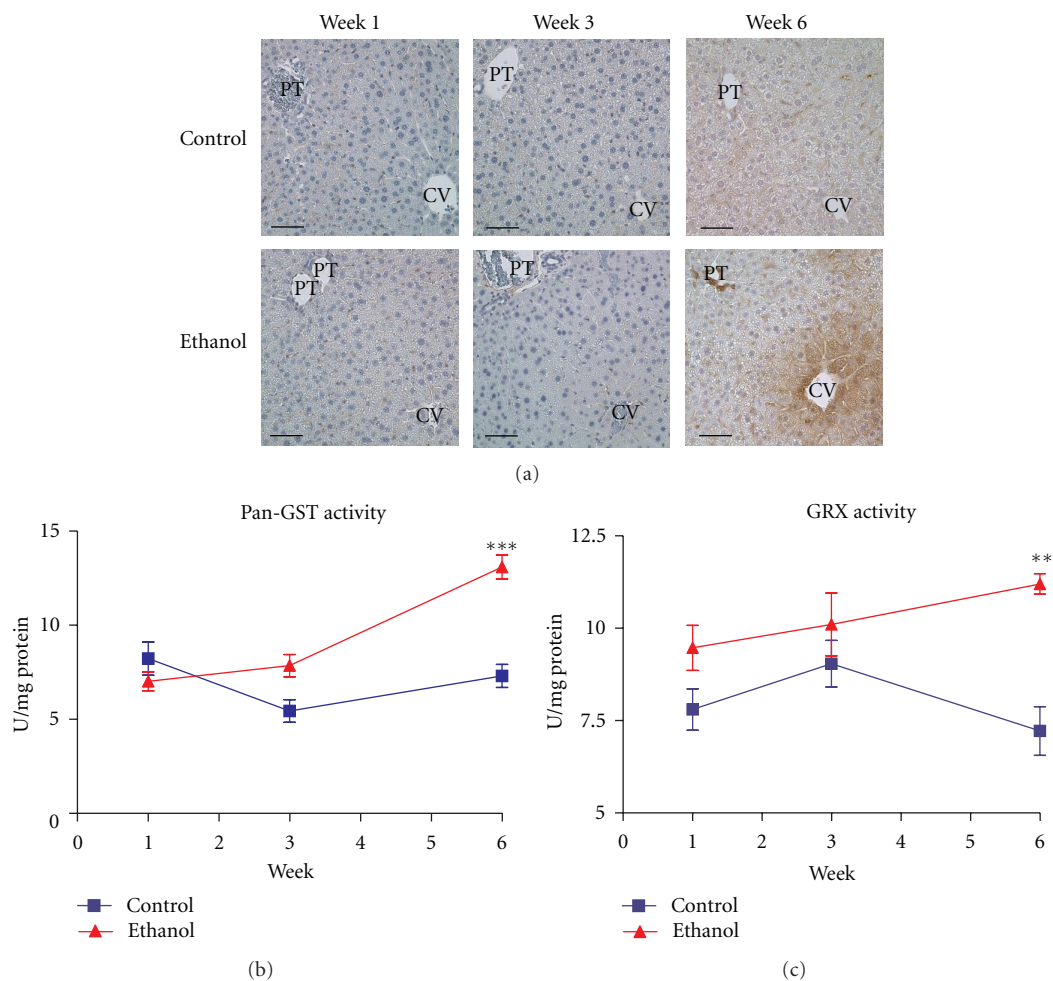 Week 1 Week 3 Week 6
Control
PT
CV
PT
CV
PT
CV
Ethanol
PT
PT
CV
PT
CV
PT
CV
(a)
Pan-GST activity
U/mg protein
15
10
5
0
***
0 1 2 3 4 5 6
Week
Control
Ethanol
(b)
GRX activity
U/mg protein
12.5
10
7.5
5
**
0 1 2 3 4 5 6
Week
Control
Ethanol
(c)